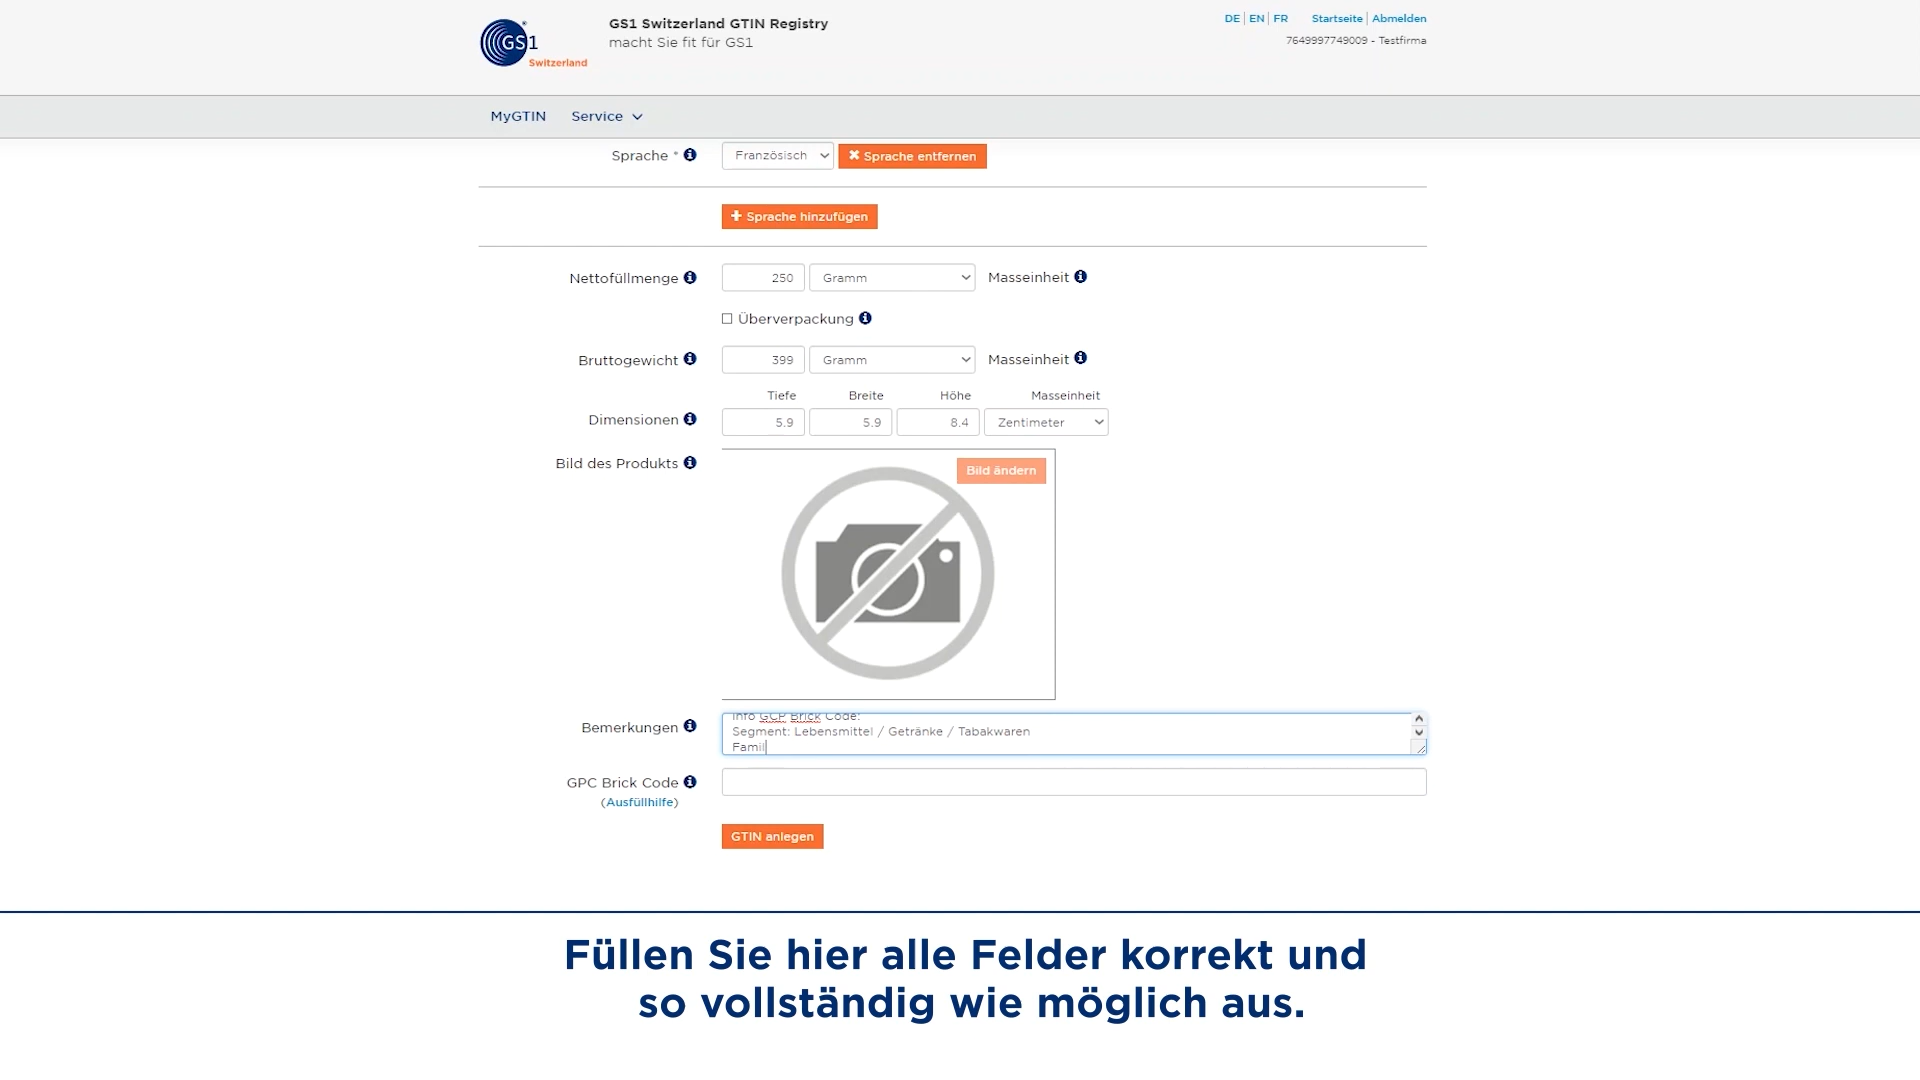 GS1
Switzerland
GS1 Switzerland GTIN Registry
macht Sie fit für GS1
DE | EN | FR Startseite | Abmelden
7649997749009 - Testfirma
MyGTIN Service
Sprache * Französisch Sprache entfernen
Sprache hinzufügen
Nettofüllmenge 250 Gramm Masseinheit
Überverpackung
Bruttogewicht 399 Gramm Masseinheit
Tiefe Breite Höhe Masseinheit
Dimensionen 5.9 5.9 8.4 Zentimeter
Bild des Produkts Bild ändern
Info GCP Brick Code:
Bemerkungen Segment: Lebensmittel / Getränke / Tabakwaren
Famil
GPC Brick Code
(Ausfüllhilfe)
GTIN anlegen
Füllen Sie hier alle Felder korrekt und
so vollständig wie möglich aus.